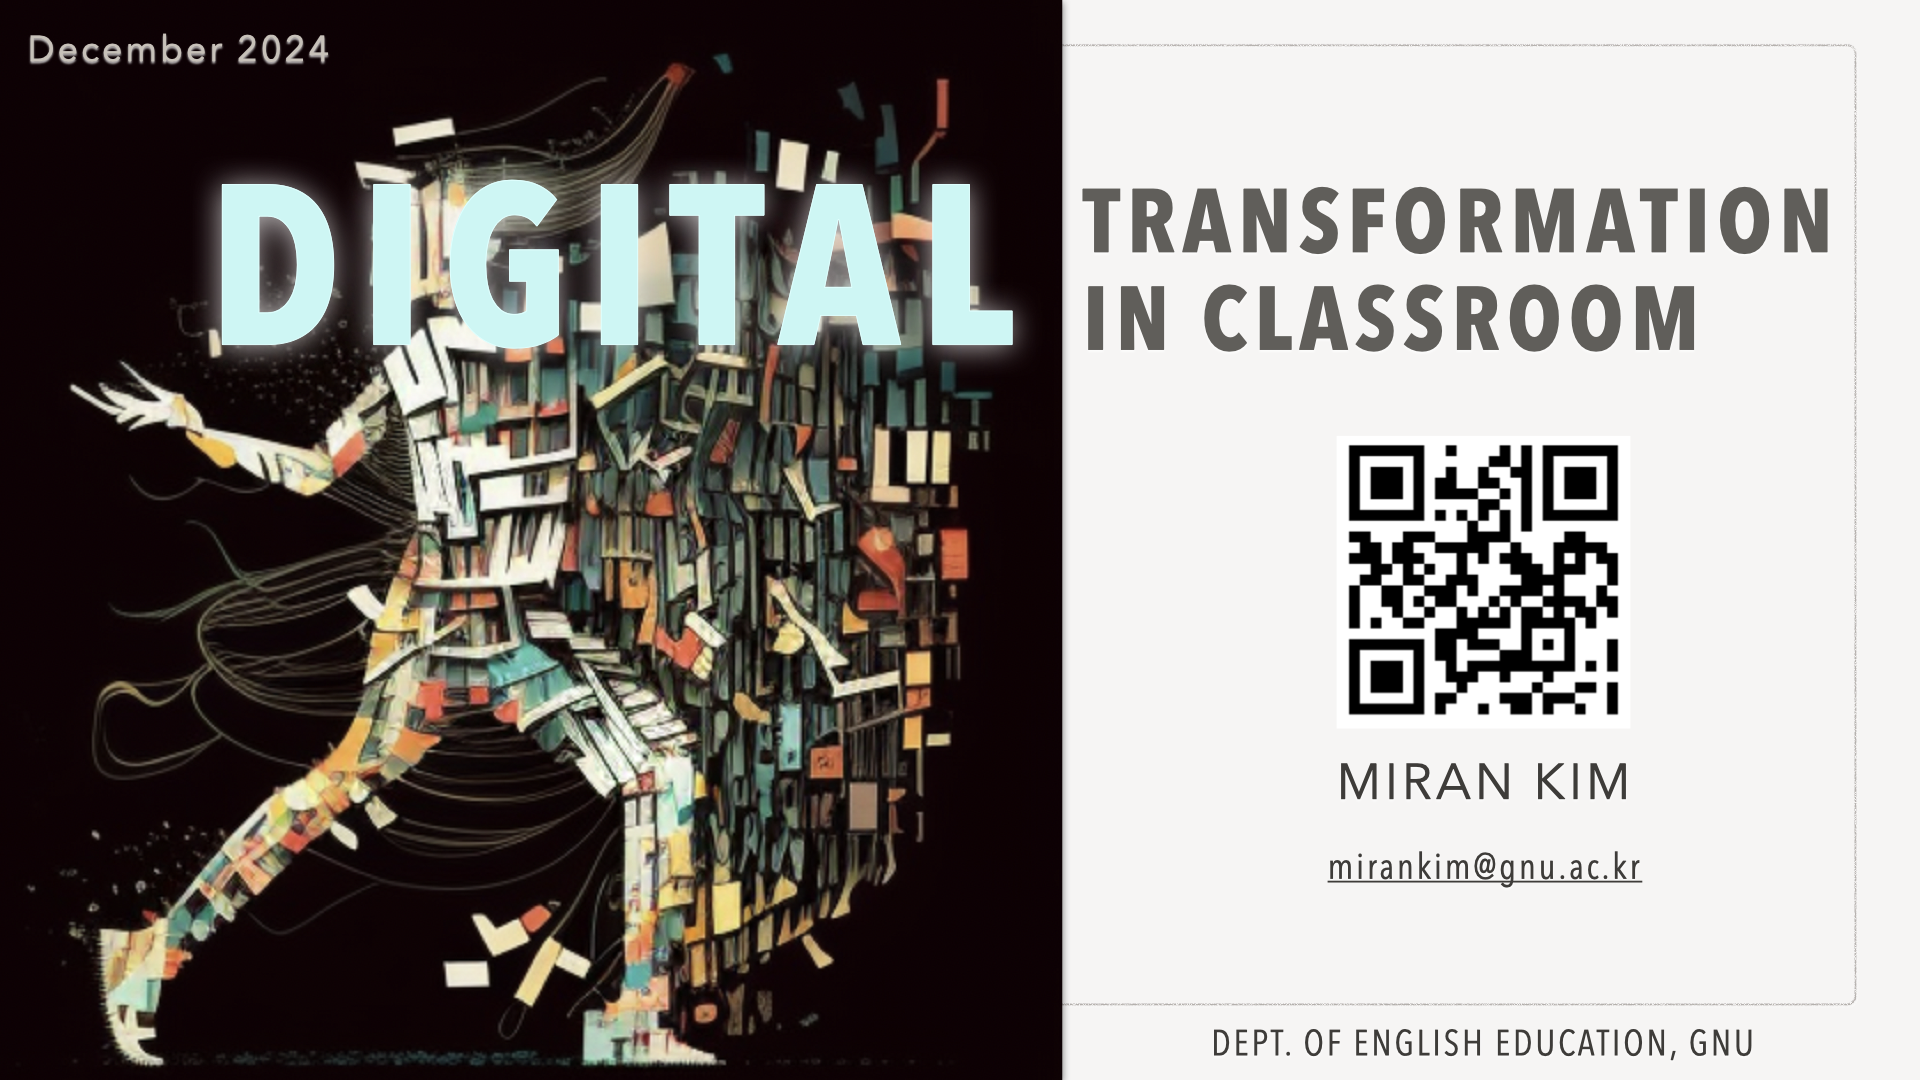 December 2024
DIGITAL
TRANSFORMATION
IN CLASSROOM
MIRAN KIM
mirankim@gnu.ac.kr
DEPT. OF ENGLISH EDUCATION, GNU